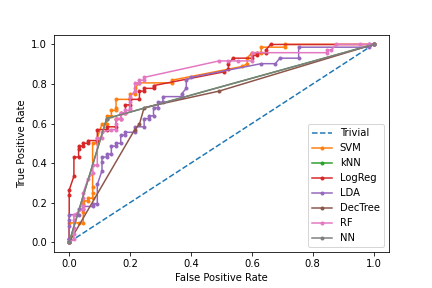 1.0
0.8
0.6
0.4
0.2
0.0
True Positive Rate
0.0 0.2 0.4 0.6 0.8 1.0
False Positive Rate
Trivial
SVM
kNN
LogReg
LDA
DecTree
RF
NN